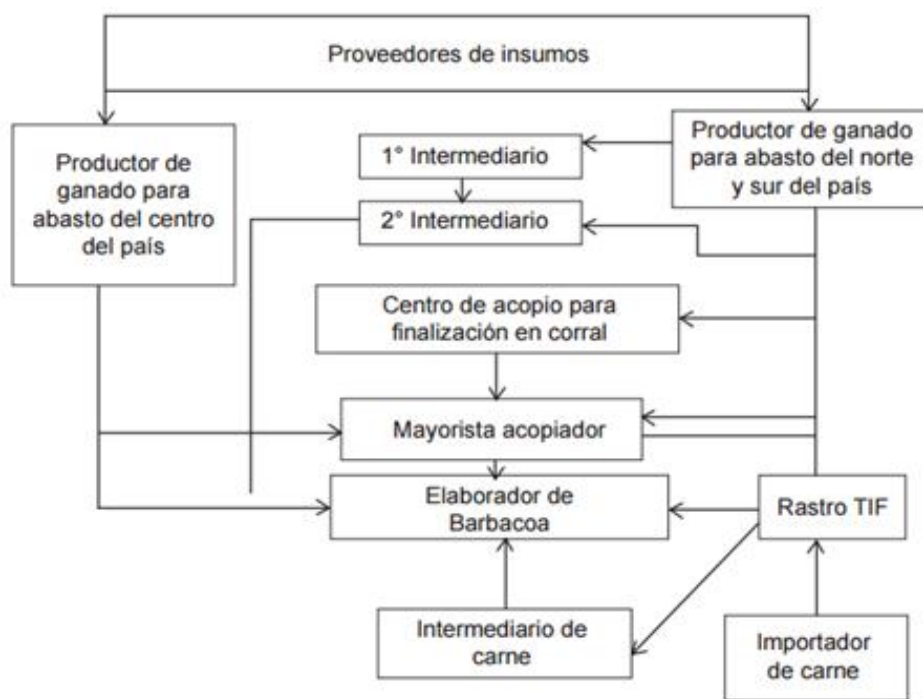 Proveedores de insumos
Productor de
ganado para
abasto del centro
del país
1° Intermediario
2° Intermediario
Productor de ganado
para abasto del norte
y sur del país
Centro de acopio para
finalización en corral
Mayorista acopiador
Elaborador de
Barbacoa
Rastro TIF
Intermediario de
carne
Importador
de carne